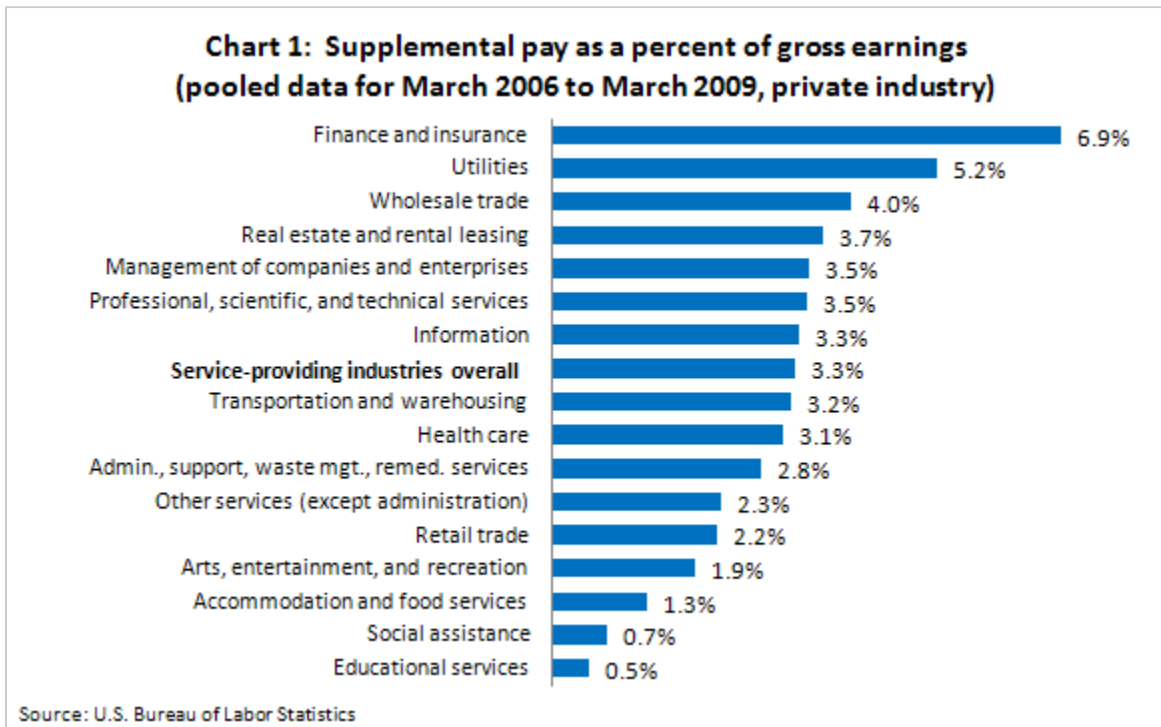 Chart 1: Supplemental pay as a percent of gross earnings
(pooled data for March 2006 to March 2009, private industry)
Finance and insurance 6.9%
Utilities 5.2%
Wholesale trade 4.0%
Real estate and rental leasing 3.7%
Management of companies and enterprises 3.5%
Professional, scientific, and technical services 3.5%
Information 3.3%
Service-providing industries overall 3.3%
Transportation and warehousing 3.2%
Health care 3.1%
Admin., support, waste mgt., remed. services 2.8%
Other services (except administration) 2.3%
Retail trade 2.2%
Arts, entertainment, and recreation 1.9%
Accommodation and food services 1.3%
Social assistance 0.7%
Educational services 0.5%
Source: U.S. Bureau of Labor Statistics